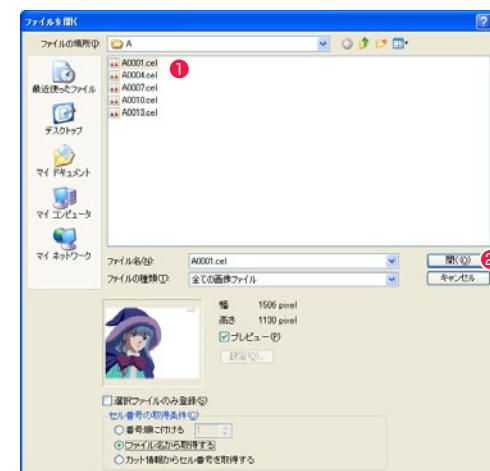 ファイルを開く
?
ファイルの場所(I):
A
最近使ったファイル
デスクトップ
マイ ドキュメント
マイ コンピュータ
マイ ネットワーク
A0001.cel
1
A0004.cel
A0007.cel
A0010.cel
A0013.cel
ファイル名(N):
A0001.cel
開く(O)
2
ファイルの種類(T):
全ての画像ファイル
キャンセル
幅 1506 pixel
高さ 1130 pixel
プレビュー(P)
設定(O)...
選択ファイルのみ登録(S)
セル番号の取得条件(C)
番号順に付ける 1
ファイル名から取得する
カット情報からセル番号を取得する